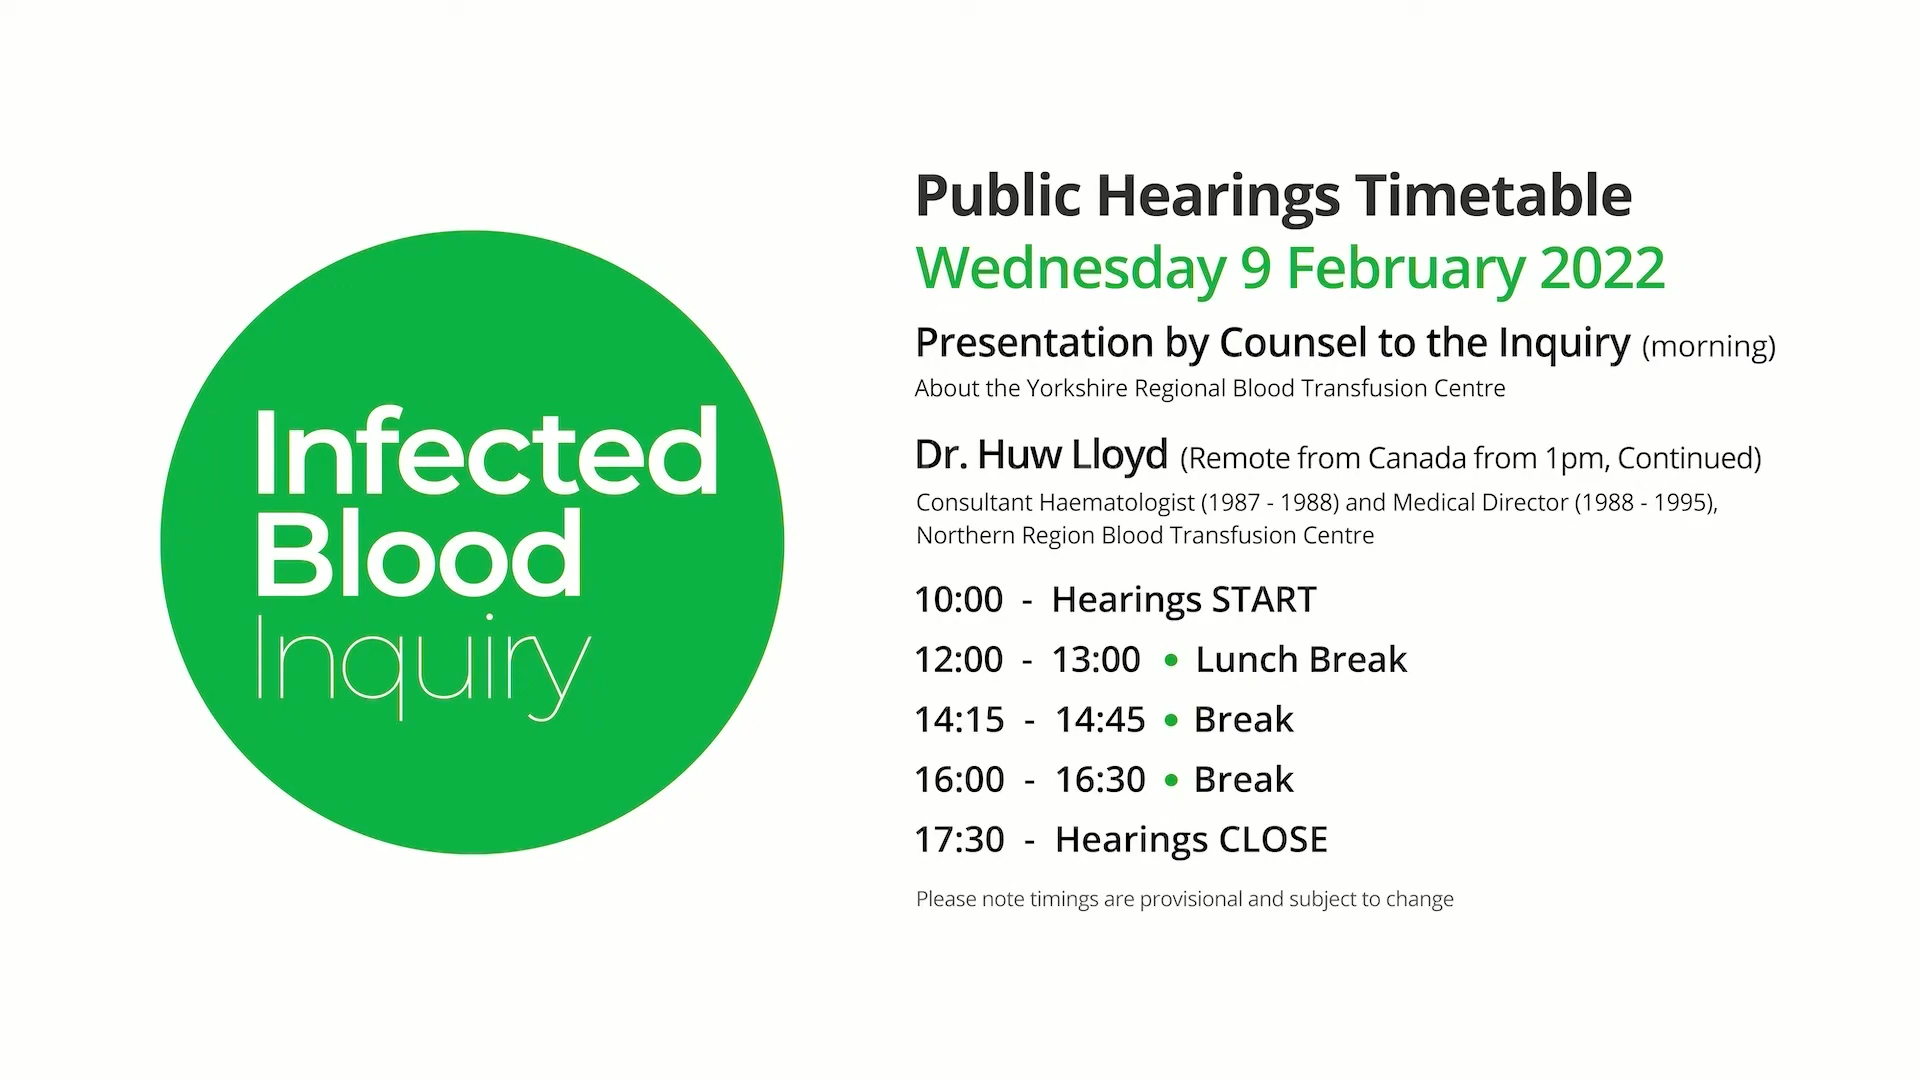 Infected
Blood
Inquiry
Public Hearings Timetable
Wednesday 9 February 2022
Presentation by Counsel to the Inquiry (morning)
About the Yorkshire Regional Blood Transfusion Centre
Dr. Huw Lloyd (Remote from Canada from 1pm, Continued)
Consultant Haematologist (1987 - 1988) and Medical Director (1988 - 1995),
Northern Region Blood Transfusion Centre
10:00 - Hearings START
12:00 - 13:00 • Lunch Break
14:15 - 14:45 • Break
16:00 - 16:30 • Break
17:30 - Hearings CLOSE
Please note timings are provisional and subject to change